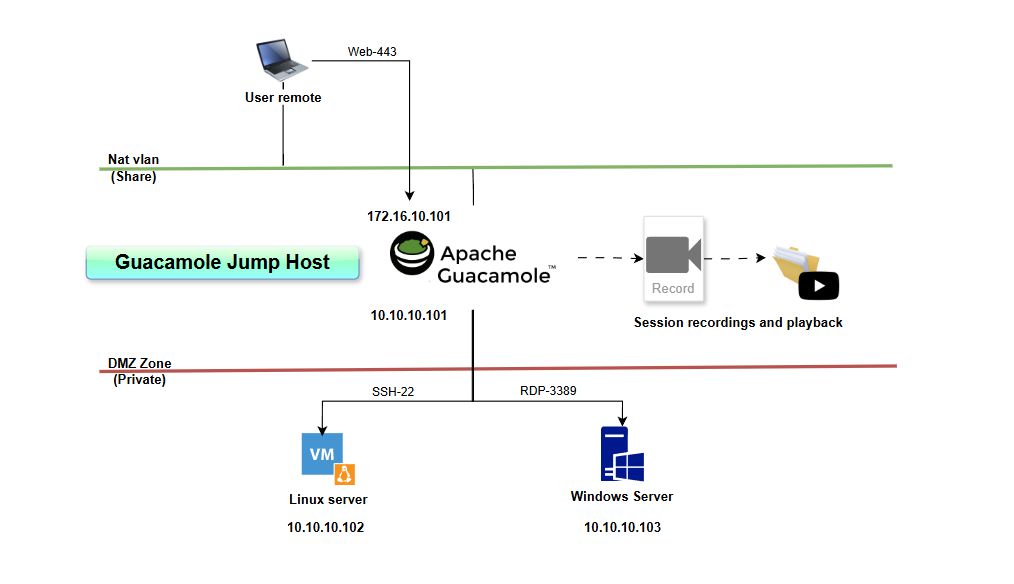 Web-443
User remote
Nat vlan
(Share)
172.16.10.101
Guacamole Jump Host
Apache
Guacamole™
Record
10.10.10.101
Session recordings and playback
DMZ Zone
(Private)
SSH-22
RDP-3389
VM
Linux server
Windows Server
10.10.10.102
10.10.10.103